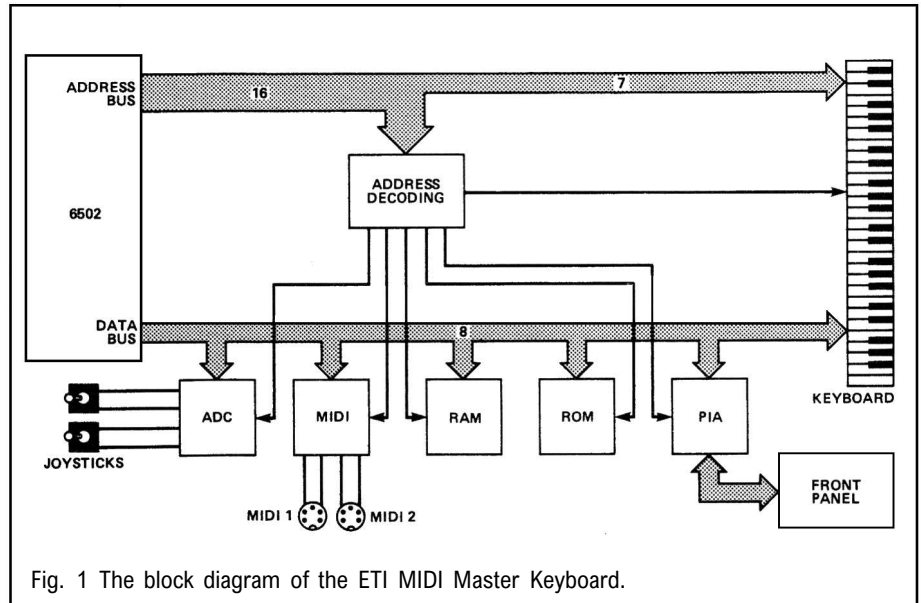 ADDRESS
BUS
16
7
ADDRESS
DECODING
6502
DATA
BUS
8
KEYBOARD
ADC
MIDI
RAM
ROM
PIA
JOYSTICKS
FRONT
PANEL
MIDI 1
MIDI 2
Fig. 1 The block diagram of the ETI MIDI Master Keyboard.